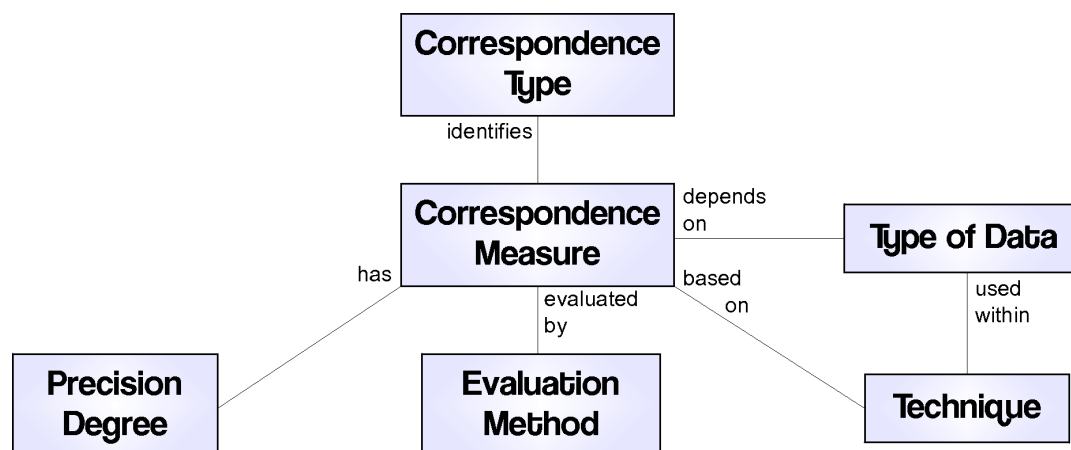 Correspondence
Type
identifies
Correspondence
Measure
depends
on
Type of Data
has
evaluated
by
based
on
used
within
Precision
Degree
Evaluation
Method
Technique